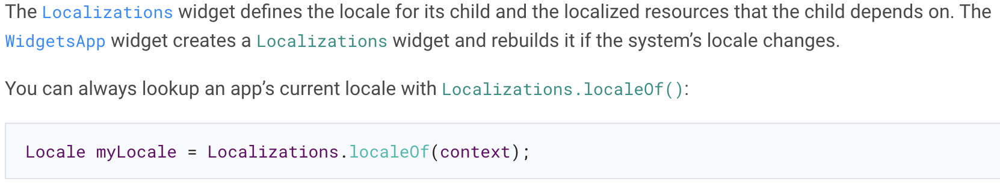 The Localizations widget defines the locale for its child and the localized resources that the child depends on. The
WidgetsApp widget creates a Localizations widget and rebuilds it if the system’s locale changes.
You can always lookup an app’s current locale with Localizations.localeOf():
Locale myLocale = Localizations.localeOf(context);